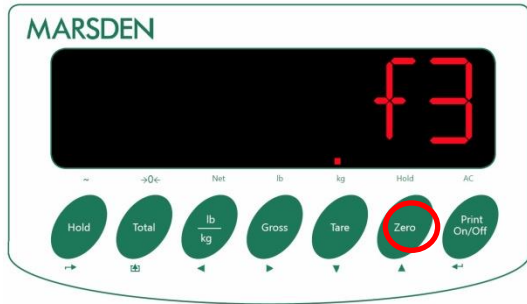 MARSDEN
f3
~ →0← Net lb kg Hold AC
Hold Total lb/kg Gross Tare Zero Print On/Off